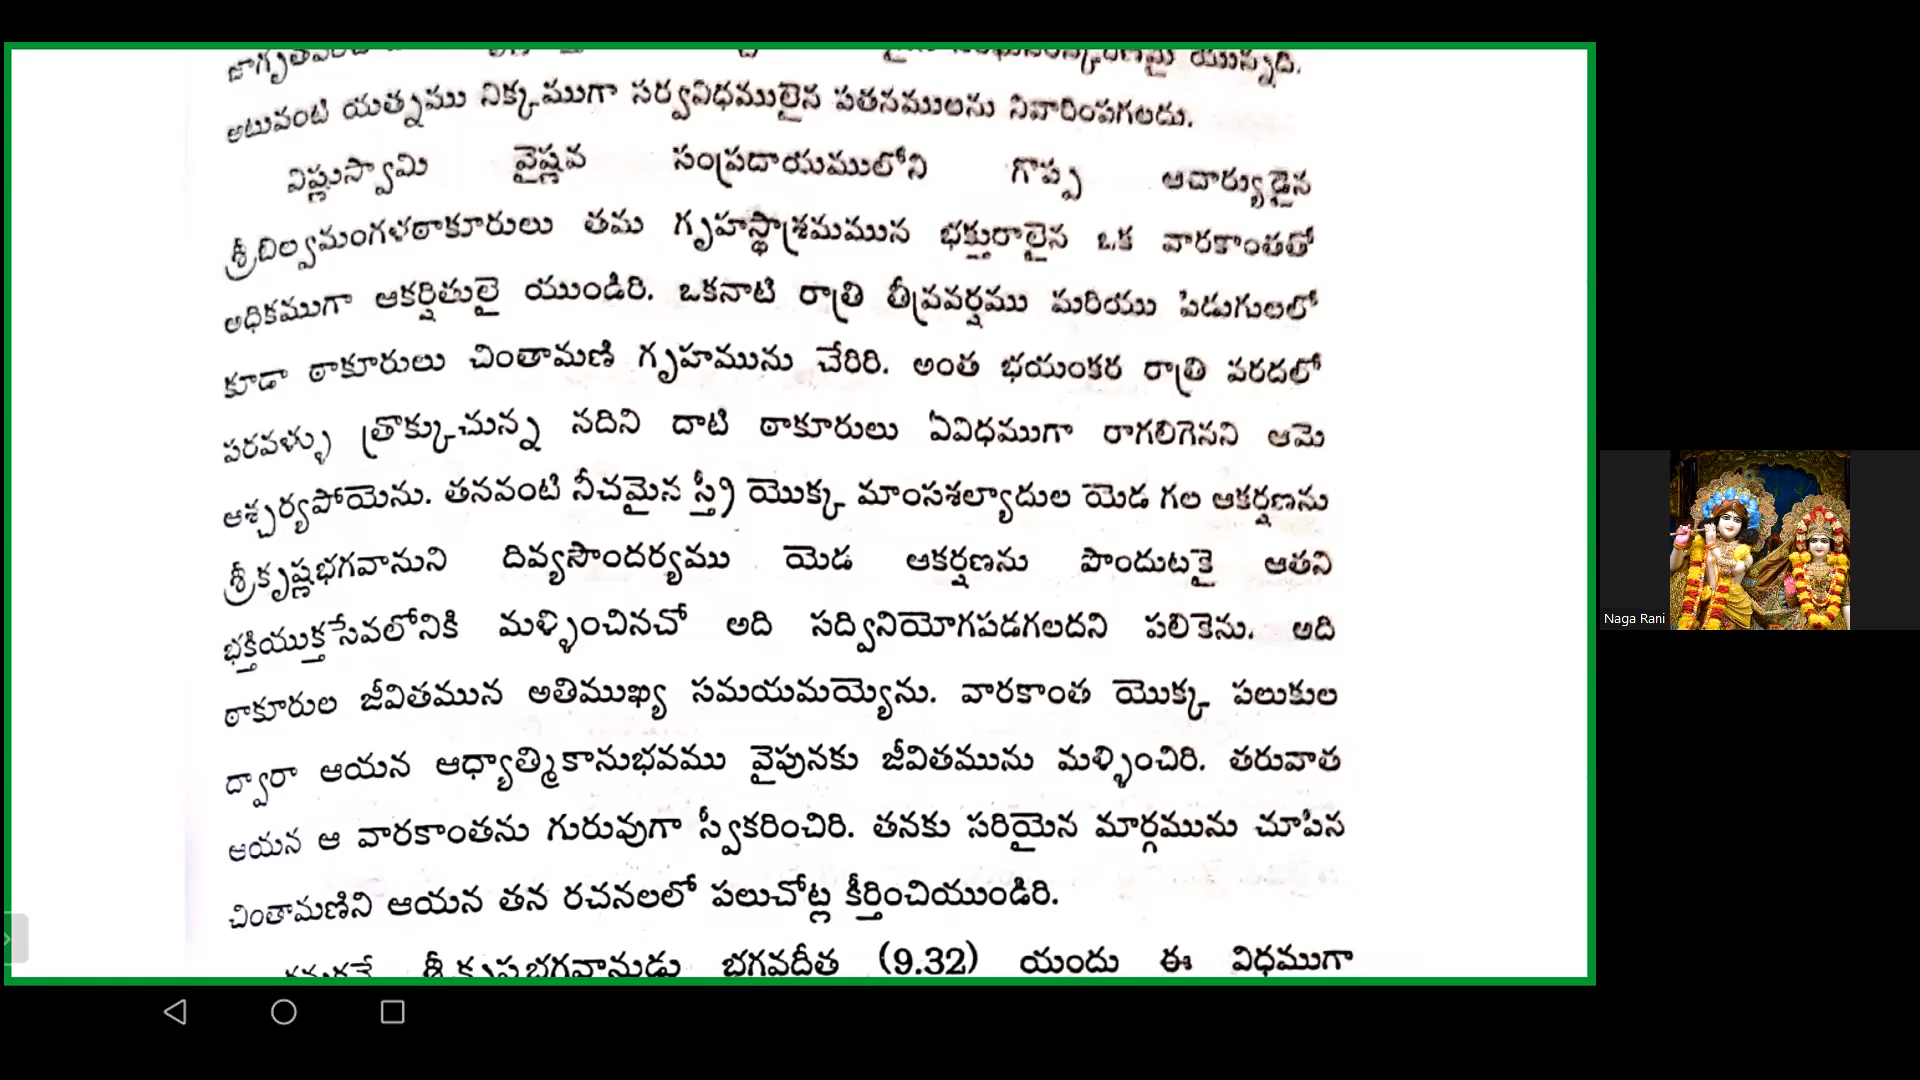 యున్నది.
అటువంటి యత్నము నిక్కముగా సర్వవిధములైన పతనములను నివారింపగలదు.
విష్ణుస్వామి వైష్ణవ సంప్రదాయములోని గొప్ప ఆచార్యుడైన
శ్రీబిల్వమంగళఠాకూరులు తమ గృహస్థాశ్రమమున భక్తురాలైన ఒక వారకాంతతో
అధికముగా ఆకర్షితులై యుండిరి. ఒకనాటి రాత్రి తీవ్రవర్షము మరియు పిడుగులలో
కూడా ఠాకూరులు చింతామణి గృహమును చేరిరి. అంత భయంకర రాత్రి వరదలో
పరవళ్ళు త్రొక్కుచున్న నదిని దాటి ఠాకూరులు ఏవిధముగా రాగలిగెనని ఆమె
ఆశ్చర్యపోయెను. తనవంటి నీచమైన స్త్రీ యొక్క మాంసశల్యాదుల యెడ గల ఆకర్షణను
శ్రీకృష్ణభగవానుని దివ్యసౌందర్యము యెడ ఆకర్షణను పొందుటకై ఆతని
భక్తియుక్తసేవలోనికి మళ్ళించినచో అది సద్వినియోగపడగలదని పలికెను. అది
ఠాకూరుల జీవితమున అతిముఖ్య సమయమయ్యెను. వారకాంత యొక్క పలుకుల
ద్వారా ఆయన ఆధ్యాత్మికానుభవము వైపునకు జీవితమును మళ్ళించిరి. తరువాత
ఆయన ఆ వారకాంతను గురువుగా స్వీకరించిరి. తనకు సరియైన మార్గమును చూపిన
చింతామణిని ఆయన తన రచనలలో పలుచోట్ల కీర్తించియుండిరి.
శ్రీకృష్ణభగవానుడు భగవదీత (9.32) యందు ఈ విధముగా
Naga Rani